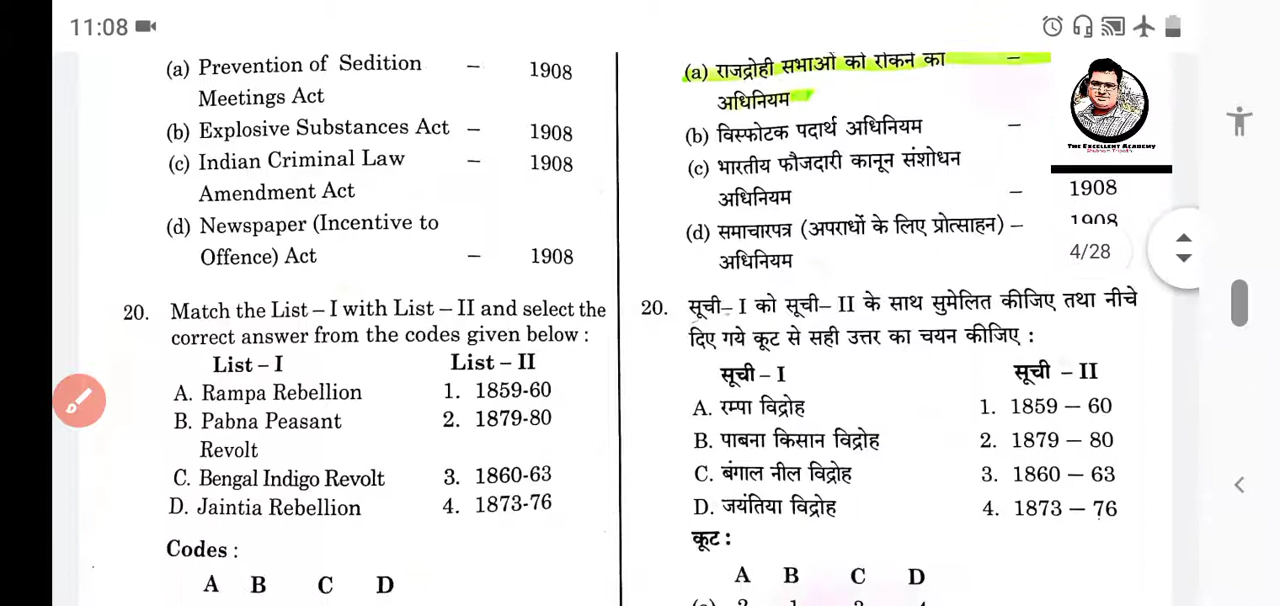 11:08
(a) Prevention of Sedition – 1908
Meetings Act
(b) Explosive Substances Act – 1908
(c) Indian Criminal Law – 1908
Amendment Act
(d) Newspaper (Incentive to
Offence) Act – 1908
20. Match the List – I with List – II and select the
correct answer from the codes given below :
List – I List – II
A. Rampa Rebellion 1. 1859-60
B. Pabna Peasant 2. 1879-80
Revolt
C. Bengal Indigo Revolt 3. 1860-63
D. Jaintia Rebellion 4. 1873-76
Codes :
A B C D
(a) राजद्रोही सभाओं को रोकने का –
अधिनियम
(b) विस्फोटक पदार्थ अधिनियम –
(c) भारतीय फौजदारी कानून संशोधन
अधिनियम – 1908
(d) समाचारपत्र (अपराधों के लिए प्रोत्साहन) – 1908
अधिनियम
20. सूची– I को सूची– II के साथ सुमेलित कीजिए तथा नीचे
दिए गये कूट से सही उत्तर का चयन कीजिए :
सूची – I सूची – II
A. रम्पा विद्रोह 1. 1859 – 60
B. पाबना किसान विद्रोह 2. 1879 – 80
C. बंगाल नील विद्रोह 3. 1860 – 63
D. जयंतिया विद्रोह 4. 1873 – 76
कूट :
A B C D
THE EXCELLENT ACADEMY
4/28